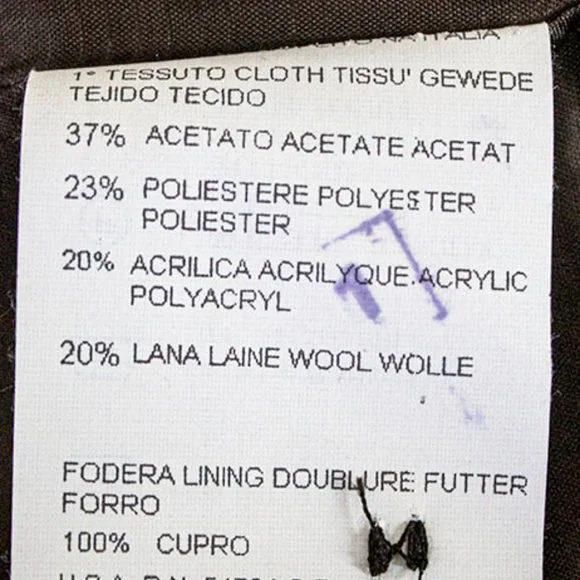 ITALIA
1° TESSUTO CLOTH TISSU' GEWEDE
TEJIDO TECIDO
37% ACETATO ACETATE ACETAT
23% POLIESTERE POLYESTER
POLIESTER
20% ACRILICA ACRILYQUE.ACRYLIC
POLYACRYL
20% LANA LAINE WOOL WOLLE
FODERA LINING DOUBLURE FUTTER
FORRO
100% CUPRO